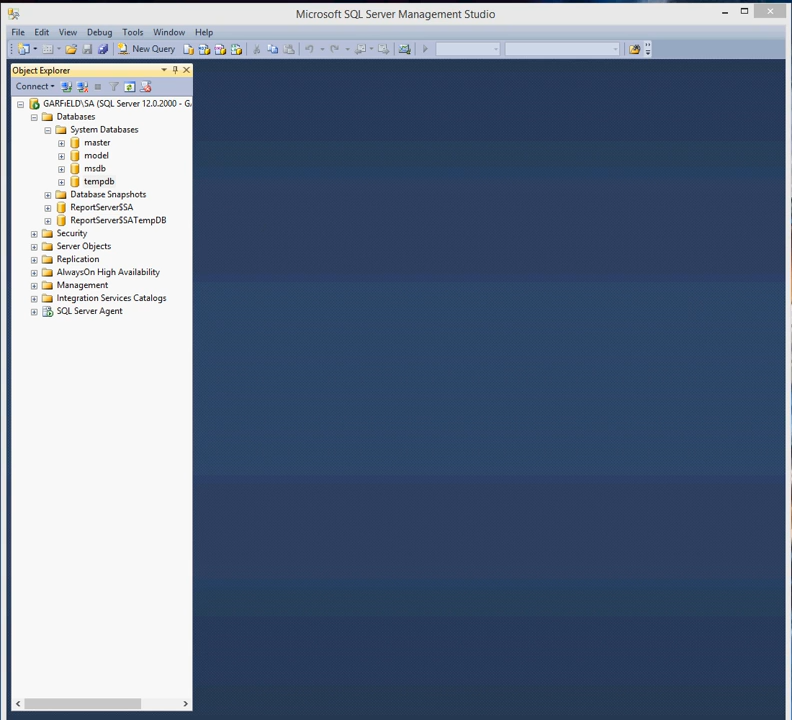 Microsoft SQL Server Management Studio
File Edit View Debug Tools Window Help
New Query
Object Explorer
Connect
GARFIELD\SA (SQL Server 12.0.2000 - GA
Databases
System Databases
master
model
msdb
tempdb
Database Snapshots
ReportServer$SA
ReportServer$SATempDB
Security
Server Objects
Replication
AlwaysOn High Availability
Management
Integration Services Catalogs
SQL Server Agent